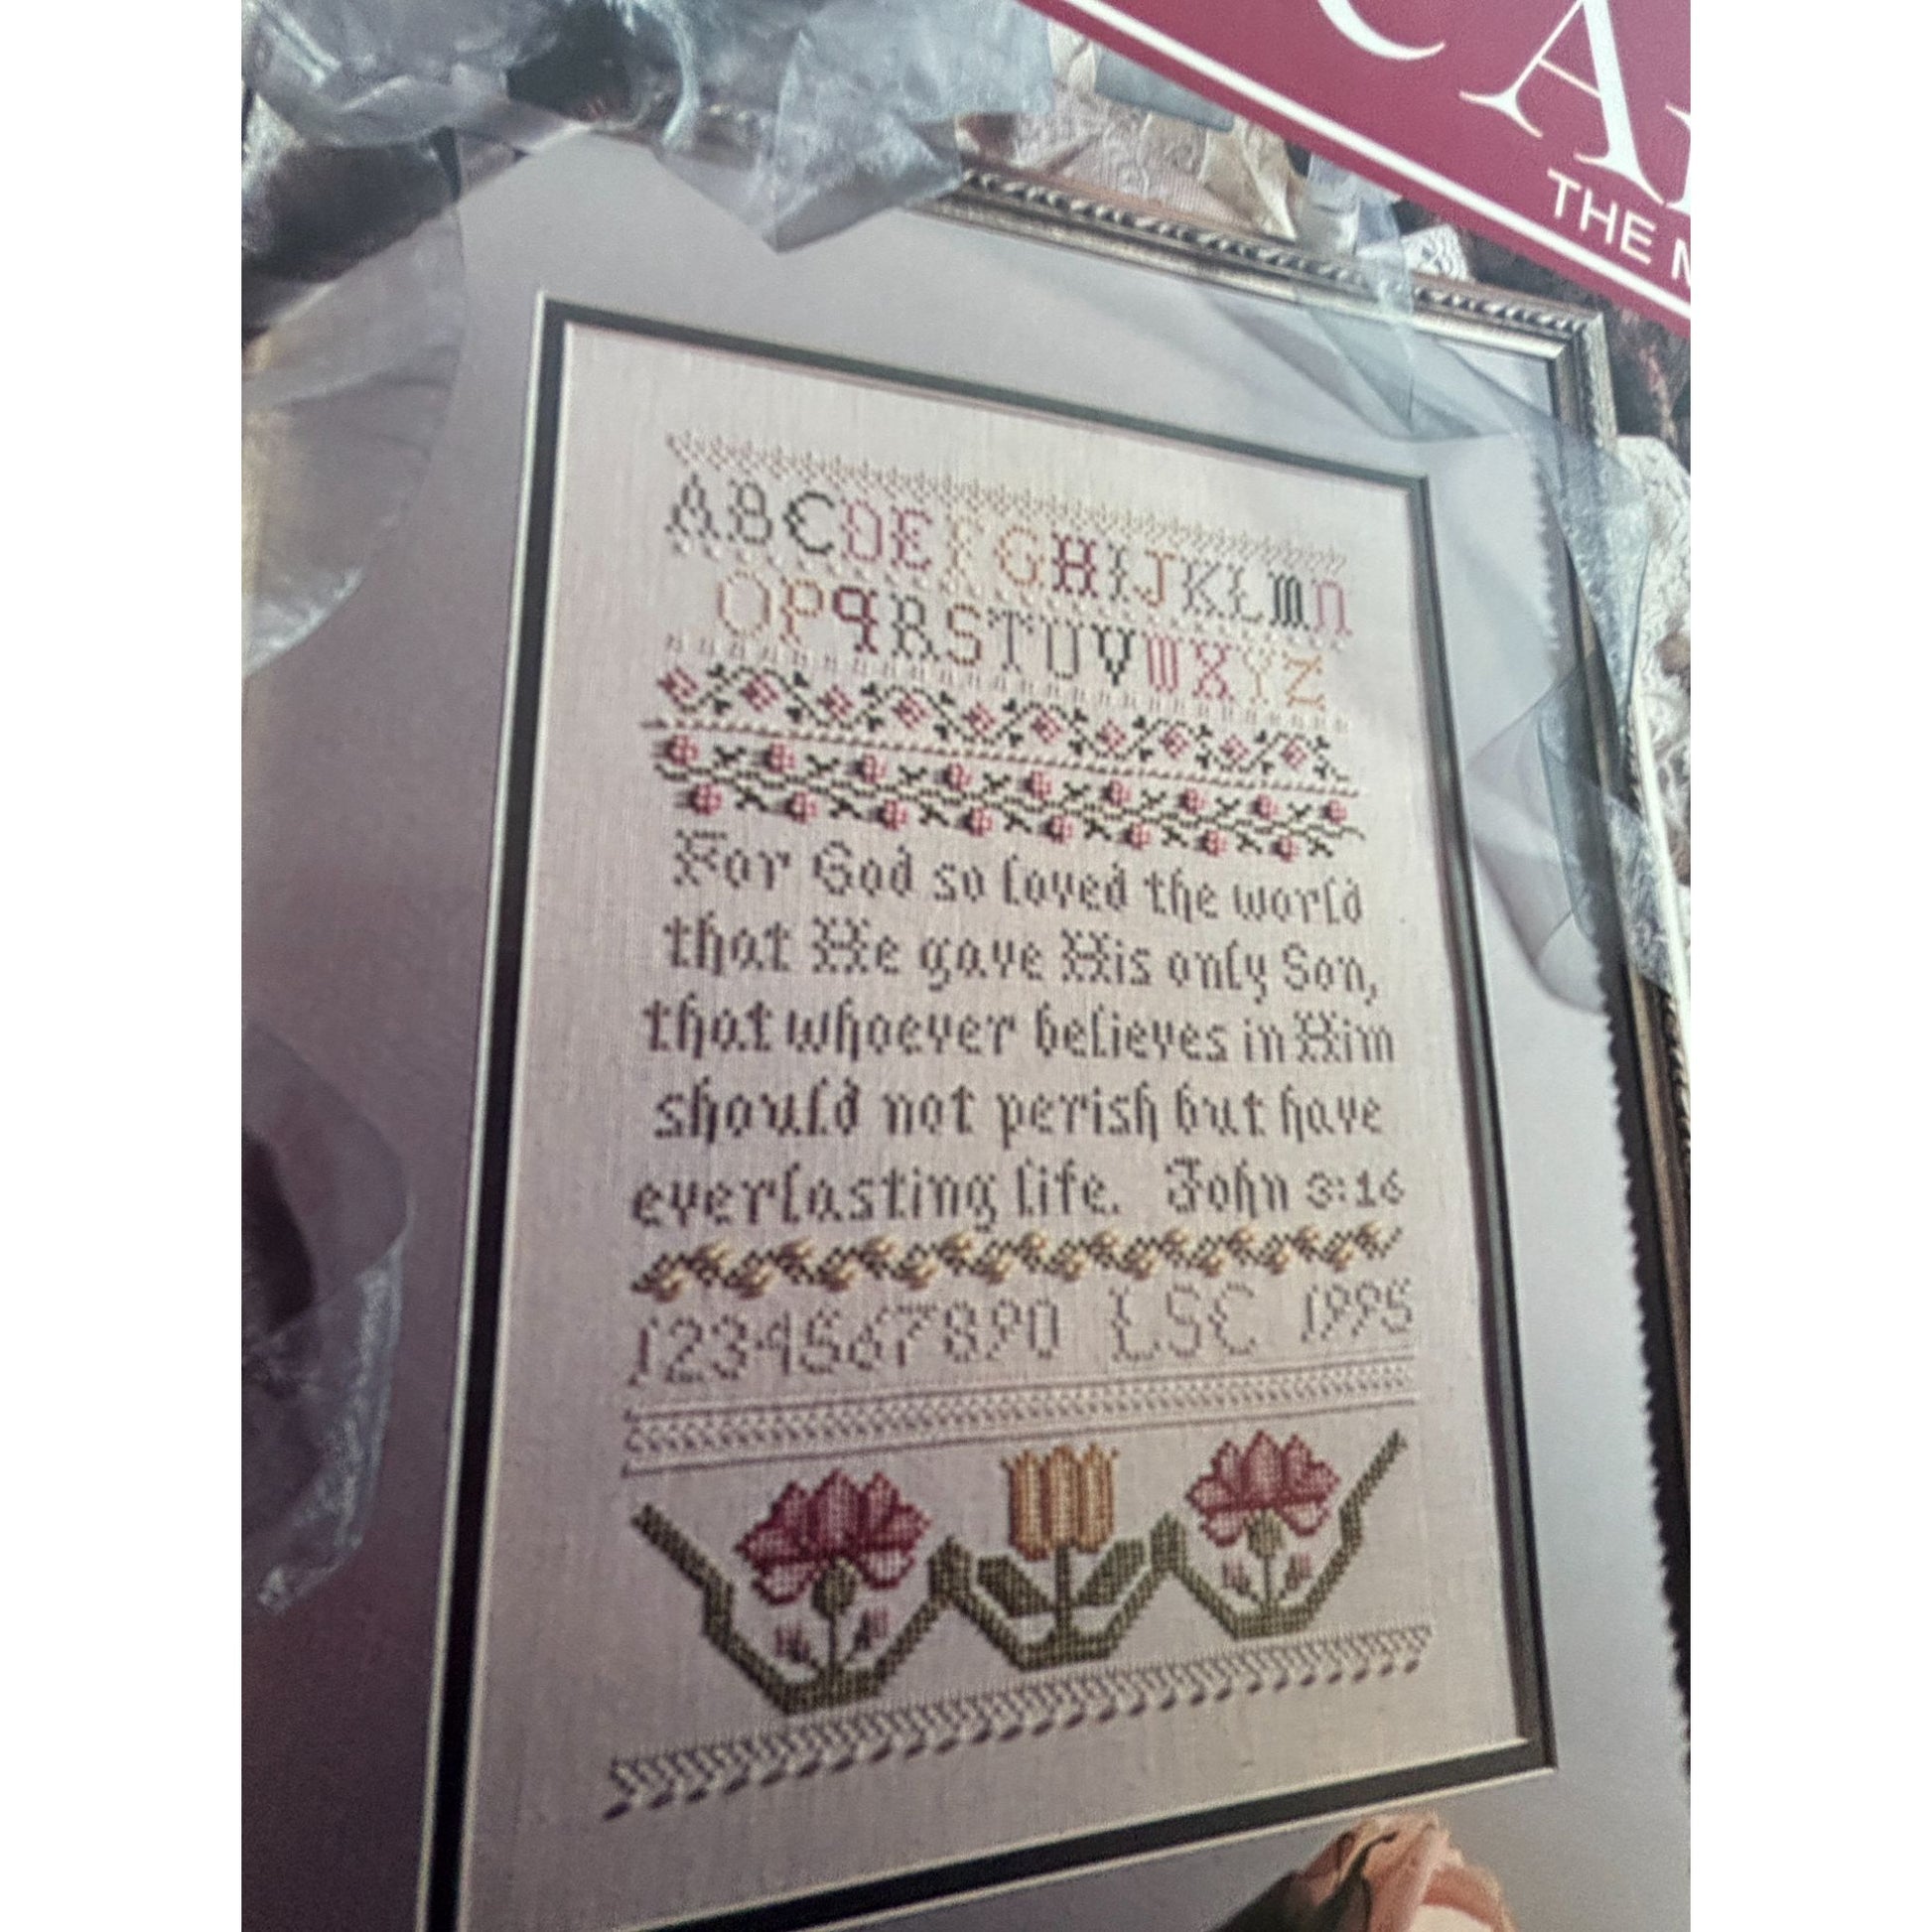 CA
THE
ABCDEFGHIJKLMN
OPQRSTUVWXYZ
For God so loved the world
that He gave His only Son,
that whoever believes in Him
should not perish but have
everlasting life. John 3:16
1234567890 LSC 1995